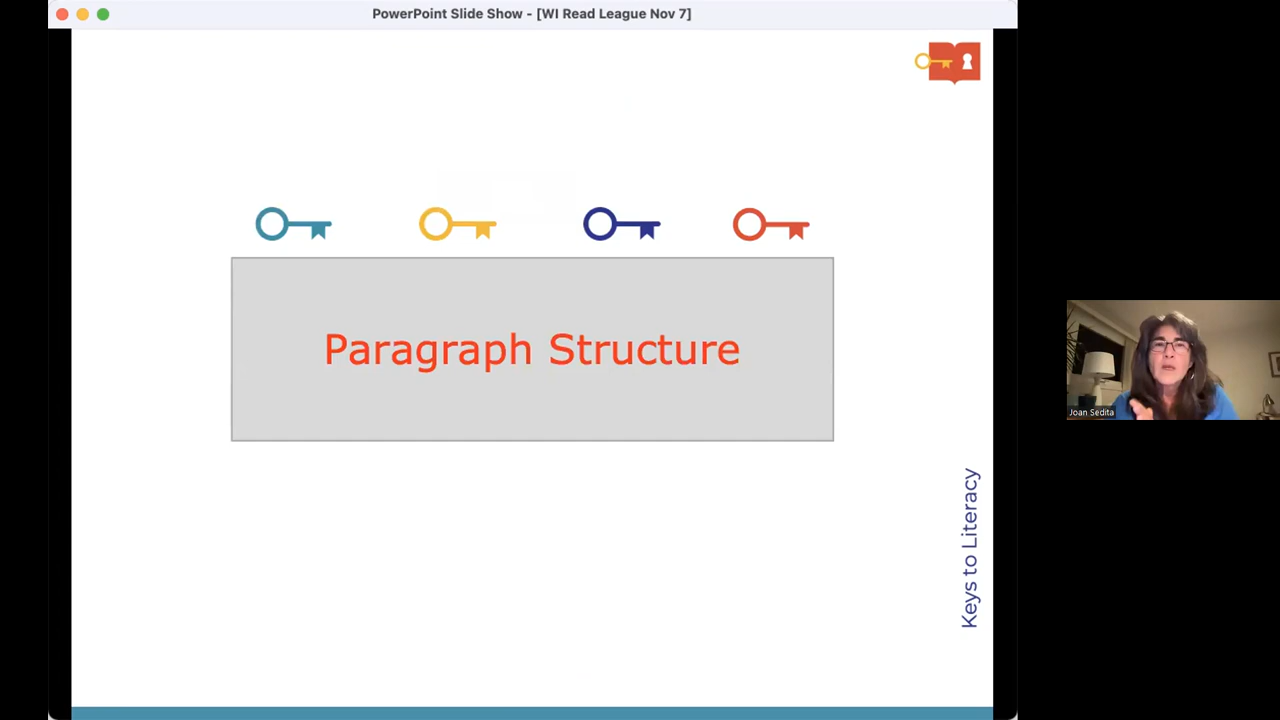 PowerPoint Slide Show - [WI Read League Nov 7]
Paragraph Structure
Keys to Literacy
Joan Sedita